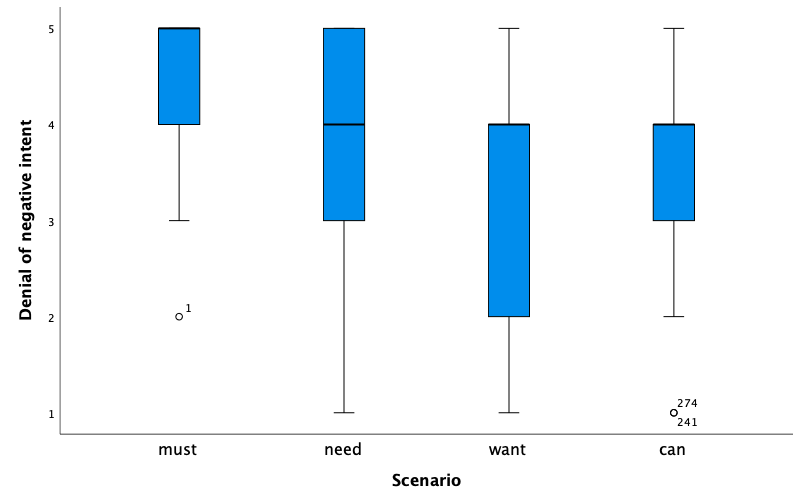 Denial of negative intent
5
4
3
2
1
1
274
241
must need want can
Scenario